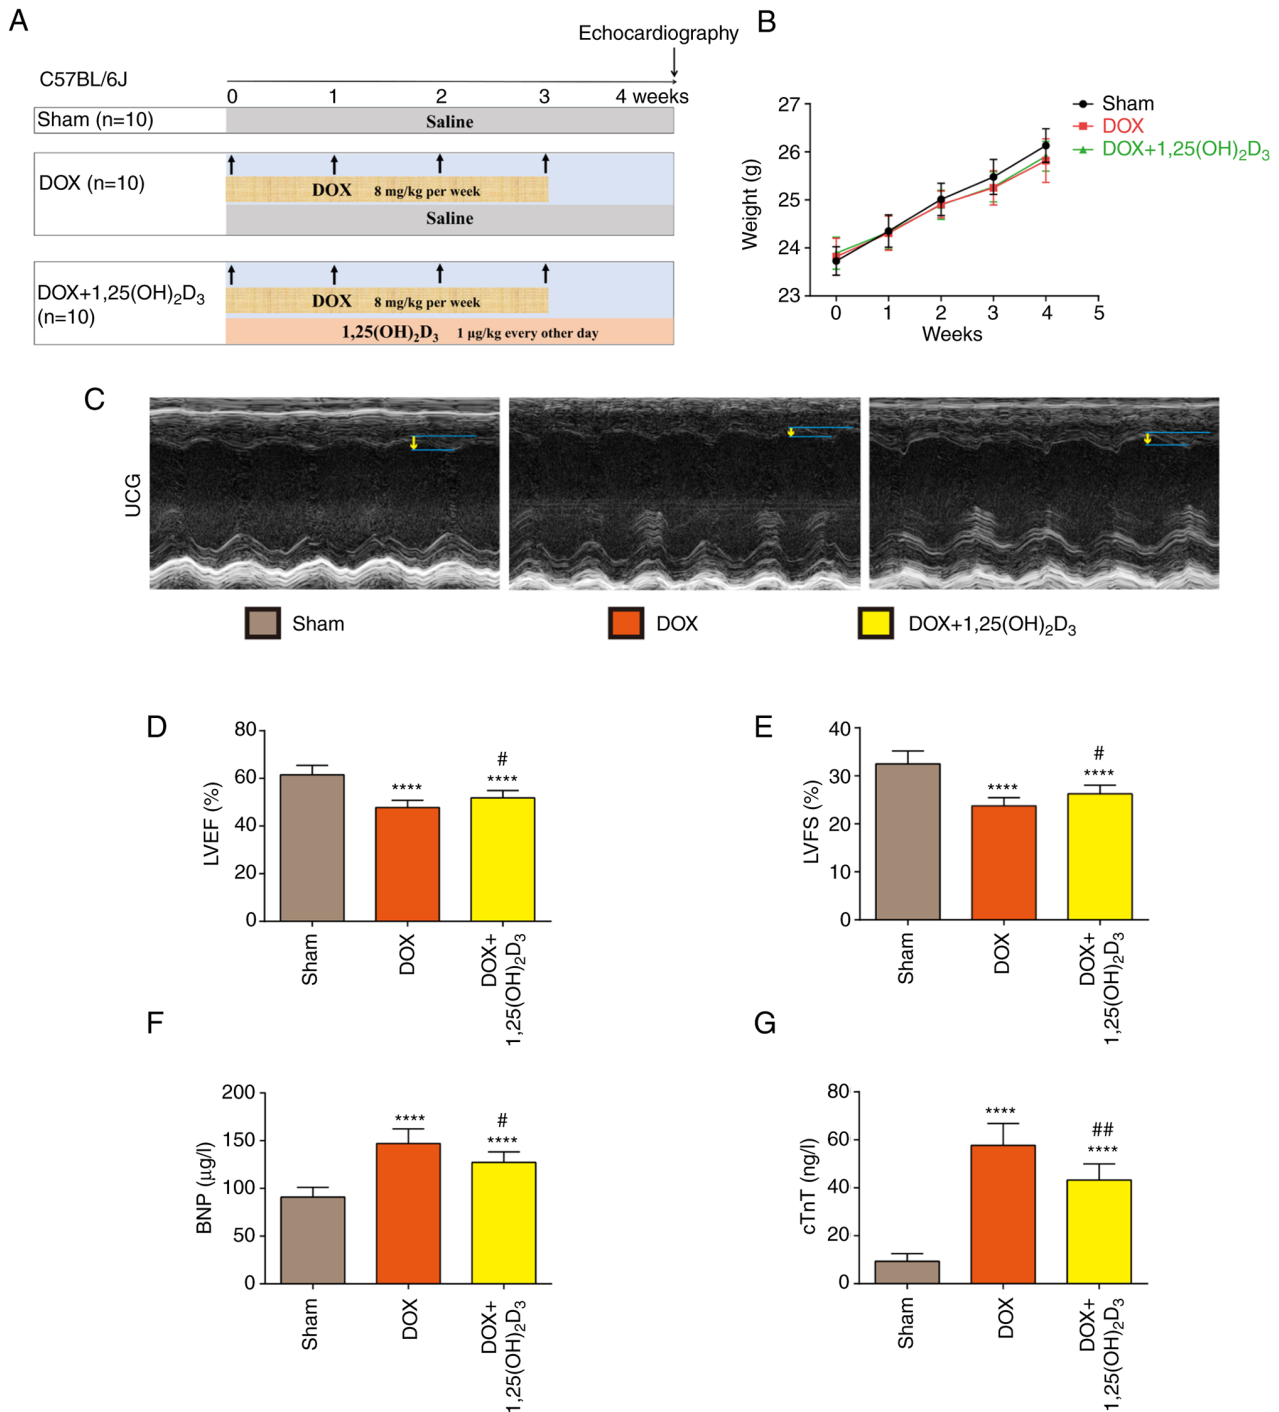 A
Echocardiography
C57BL/6J
0 1 2 3 4 weeks
Sham (n=10)
Saline
DOX (n=10)
DOX 8 mg/kg per week
Saline
DOX+1,25(OH)₂D₃
(n=10)
DOX 8 mg/kg per week
1,25(OH)₂D₃ 1 μg/kg every other day
B
Sham
DOX
DOX+1,25(OH)₂D₃
Weight (g)
27
26
25
24
23
0 1 2 3 4 5
Weeks
C
UCG
Sham
DOX
DOX+1,25(OH)₂D₃
D
LVEF (%)
80
60
40
20
0
****
#
****
Sham
DOX
DOX+
1,25(OH)₂D₃
E
LVFS (%)
40
30
20
10
0
****
#
****
Sham
DOX
DOX+
1,25(OH)₂D₃
F
BNP (μg/l)
200
150
100
50
0
****
#
****
Sham
DOX
DOX+
1,25(OH)₂D₃
G
cTnT (ng/l)
80
60
40
20
0
****
##
****
Sham
DOX
DOX+
1,25(OH)₂D₃